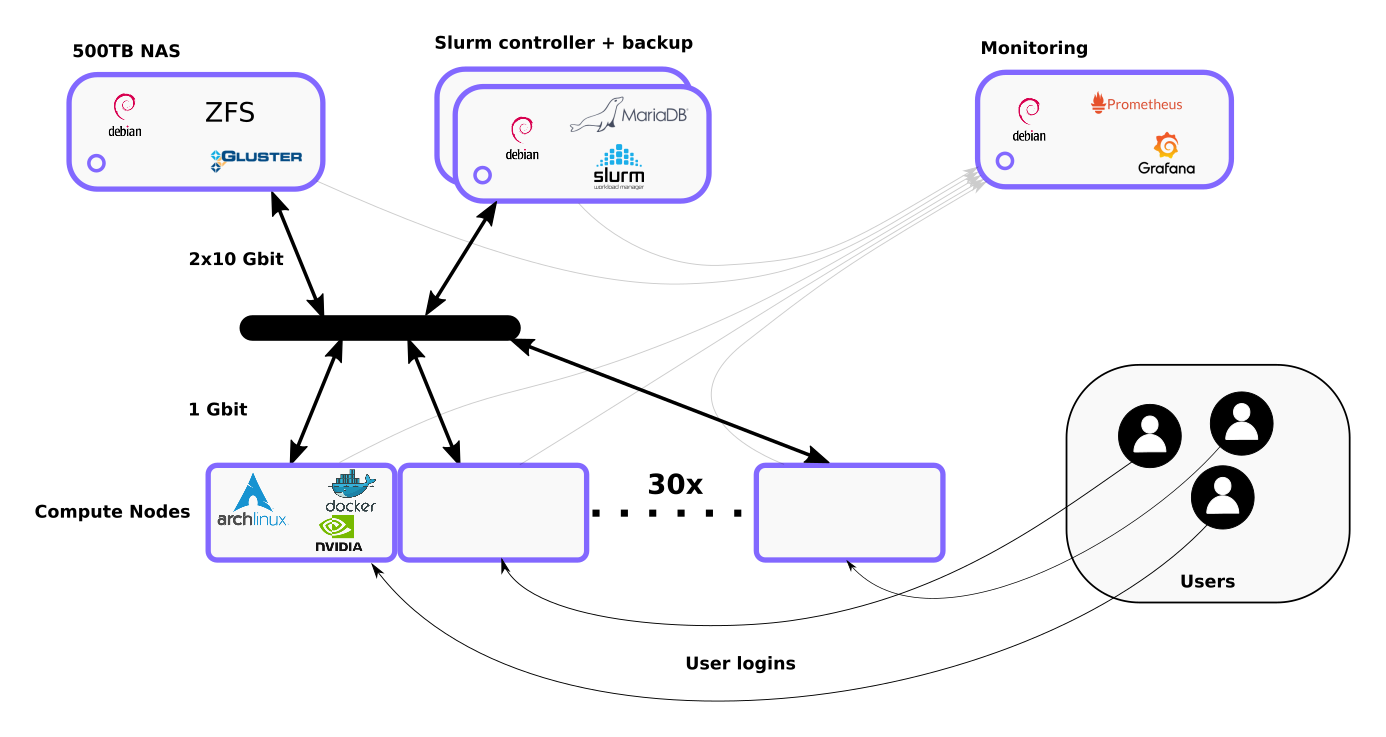 500TB NAS
Slurm controller + backup
Monitoring
debian
ZFS
GLUSTER
debian
MariaDB
slurm
workload manager
debian
Prometheus
Grafana
2x10 Gbit
1 Gbit
Compute Nodes
archlinux
docker
NVIDIA
30x
Users
User logins